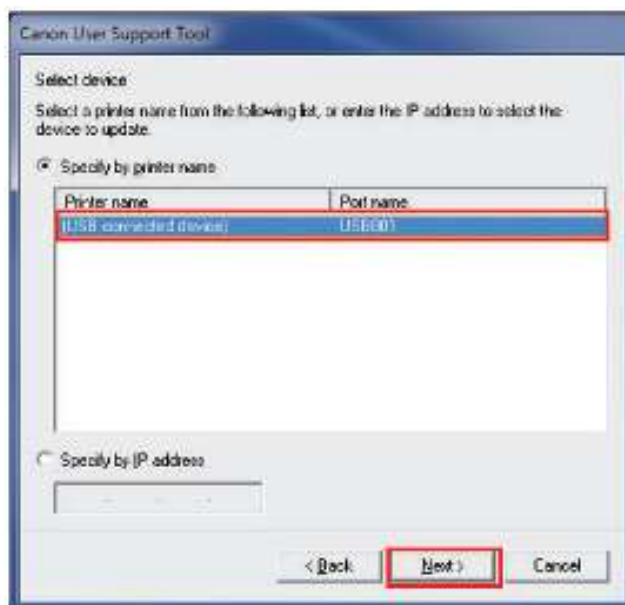 Canon User Support Tool
Select device
Select a printer name from the following list, or enter the IP address to select the
device to update.
Specify by printer name
Printer name Port name
(USB connected device) USB001
Specify by IP address
< Back Next > Cancel